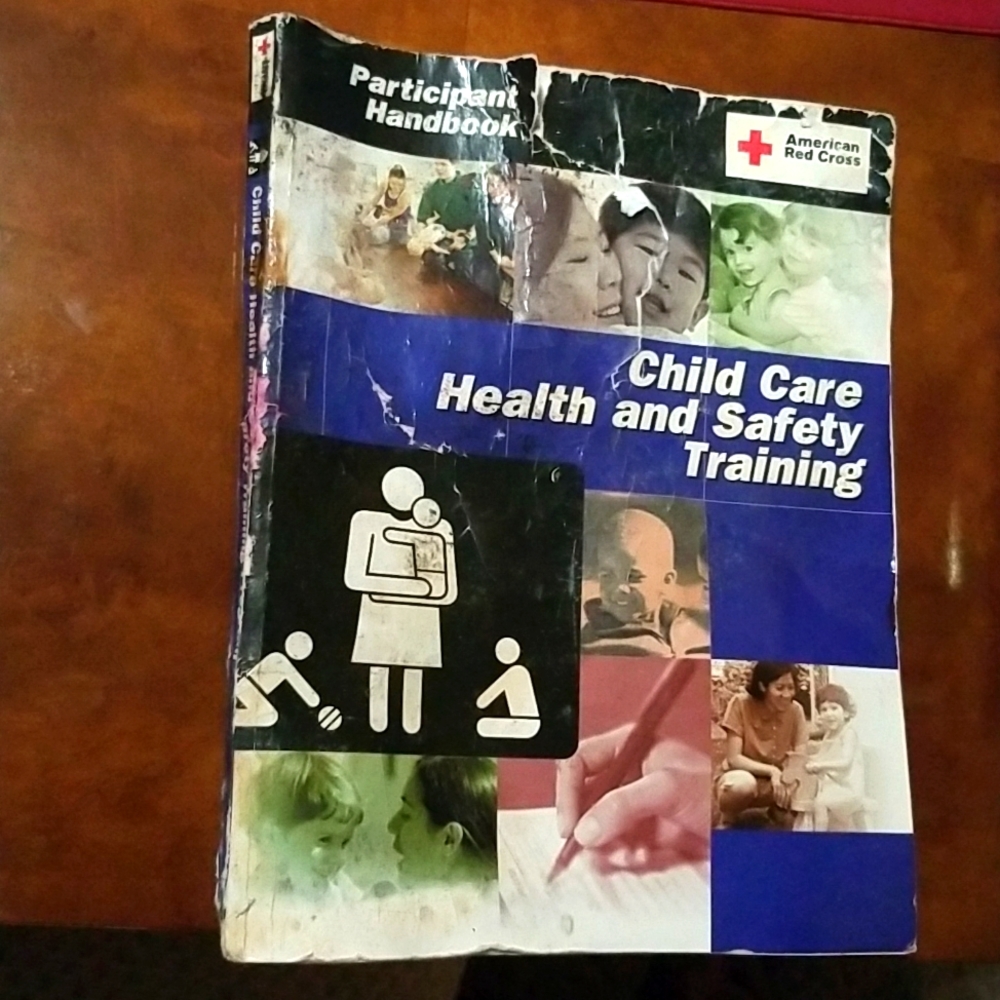 Participant
Handbook
American
Red Cross
Child Care
Health and Safety
Training
Child Care Health and Safety Training